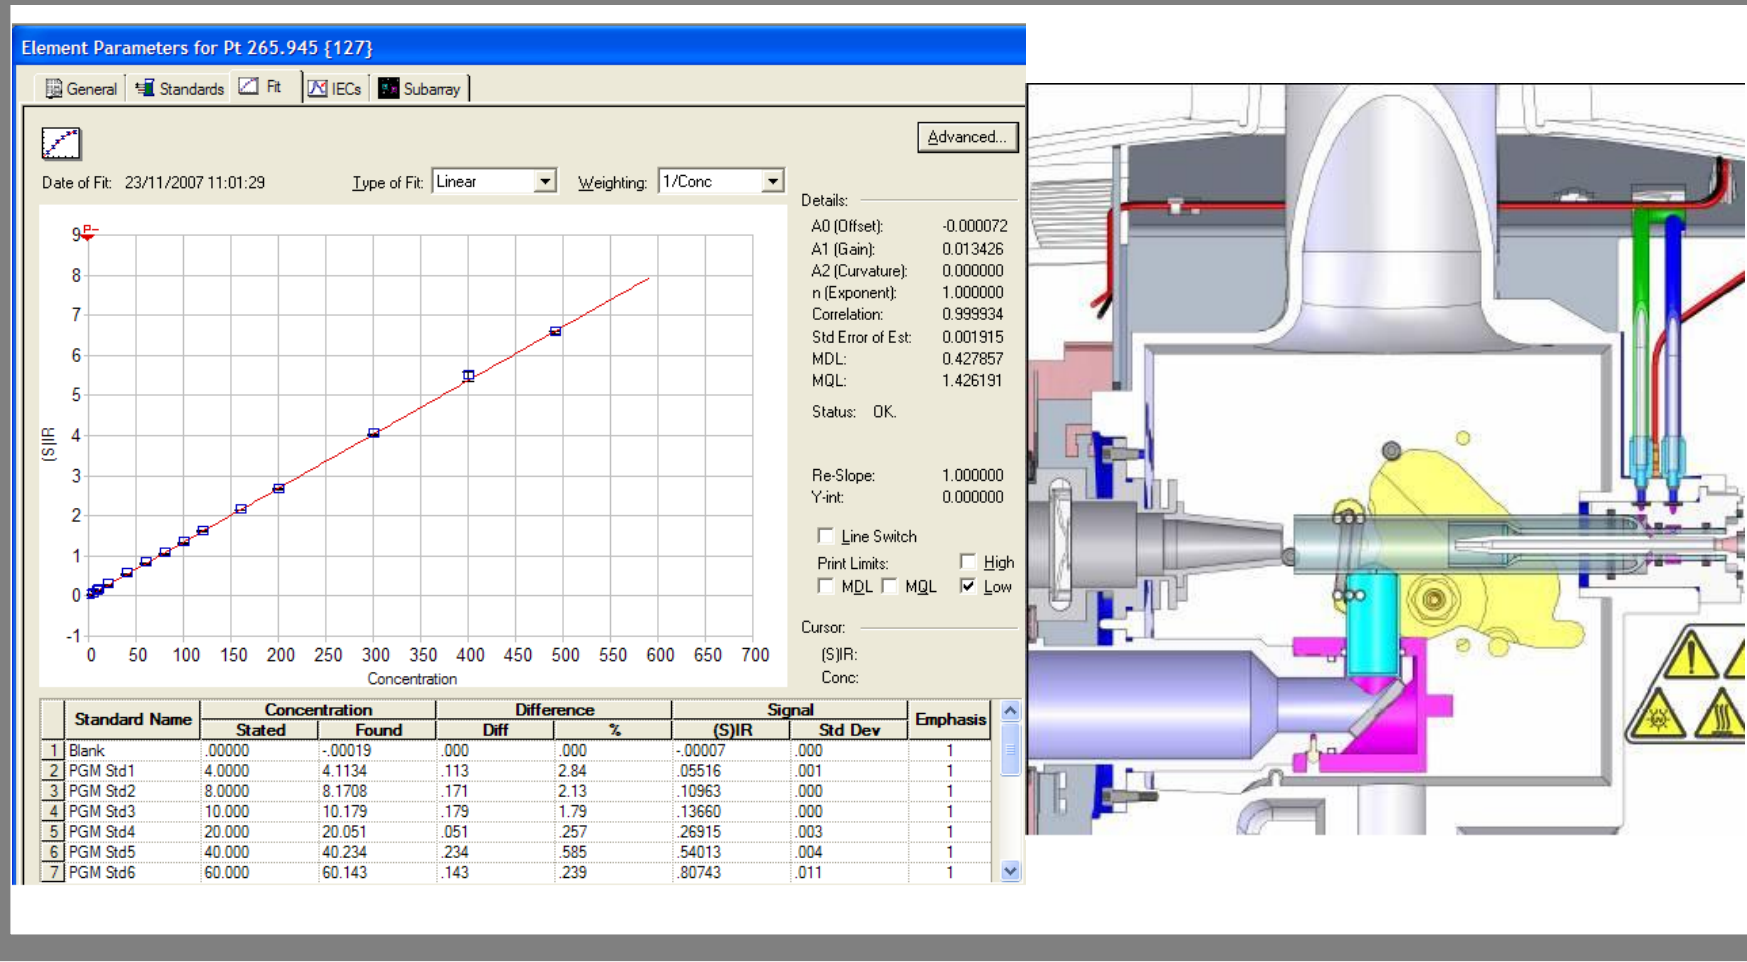 Element Parameters for Pt 265.945 {127}
General Standards Fit IECs Subarray
Advanced...
Date of Fit: 23/11/2007 11:01:29 Type of Fit: Linear Weighting: 1/Conc
Details:
A0 (Offset): -0.000072
A1 (Gain): 0.013426
A2 (Curvature): 0.000000
n (Exponent): 1.000000
Correlation: 0.999934
Std Error of Est: 0.001915
MDL: 0.427857
MQL: 1.426191
Status: OK.
Re-Slope: 1.000000
Y-int: 0.000000
Line Switch
Print Limits: High
MDL MQL Low
Cursor:
(S)IR:
Conc:
P-
9
8
7
6
5
4
3
2
1
0
-1
(S)IR
0 50 100 150 200 250 300 350 400 450 500 550 600 650 700
Concentration
Standard Name Concentration Difference Signal Emphasis
Stated Found Diff % (S)IR Std Dev
1 Blank .00000 -.00019 .000 .000 -.00007 .000 1
2 PGM Std1 4.0000 4.1134 .113 2.84 .05516 .001 1
3 PGM Std2 8.0000 8.1708 .171 2.13 .10963 .000 1
4 PGM Std3 10.000 10.179 .179 1.79 .13660 .000 1
5 PGM Std4 20.000 20.051 .051 .257 .26915 .003 1
6 PGM Std5 40.000 40.234 .234 .585 .54013 .004 1
7 PGM Std6 60.000 60.143 .143 .239 .80743 .011 1